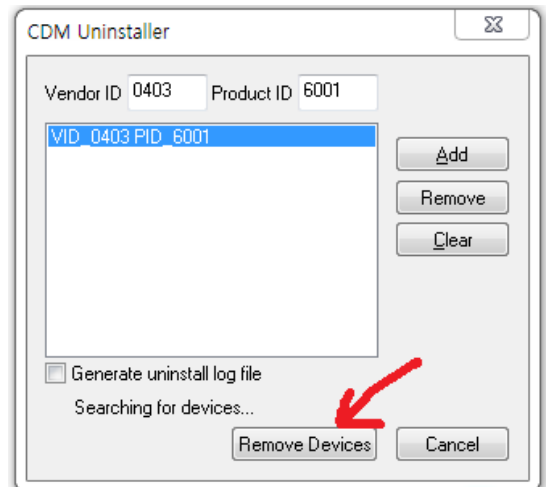 CDM Uninstaller
Vendor ID 0403 Product ID 6001
VID_0403 PID_6001
Add
Remove
Clear
Generate uninstall log file
Searching for devices...
Remove Devices Cancel